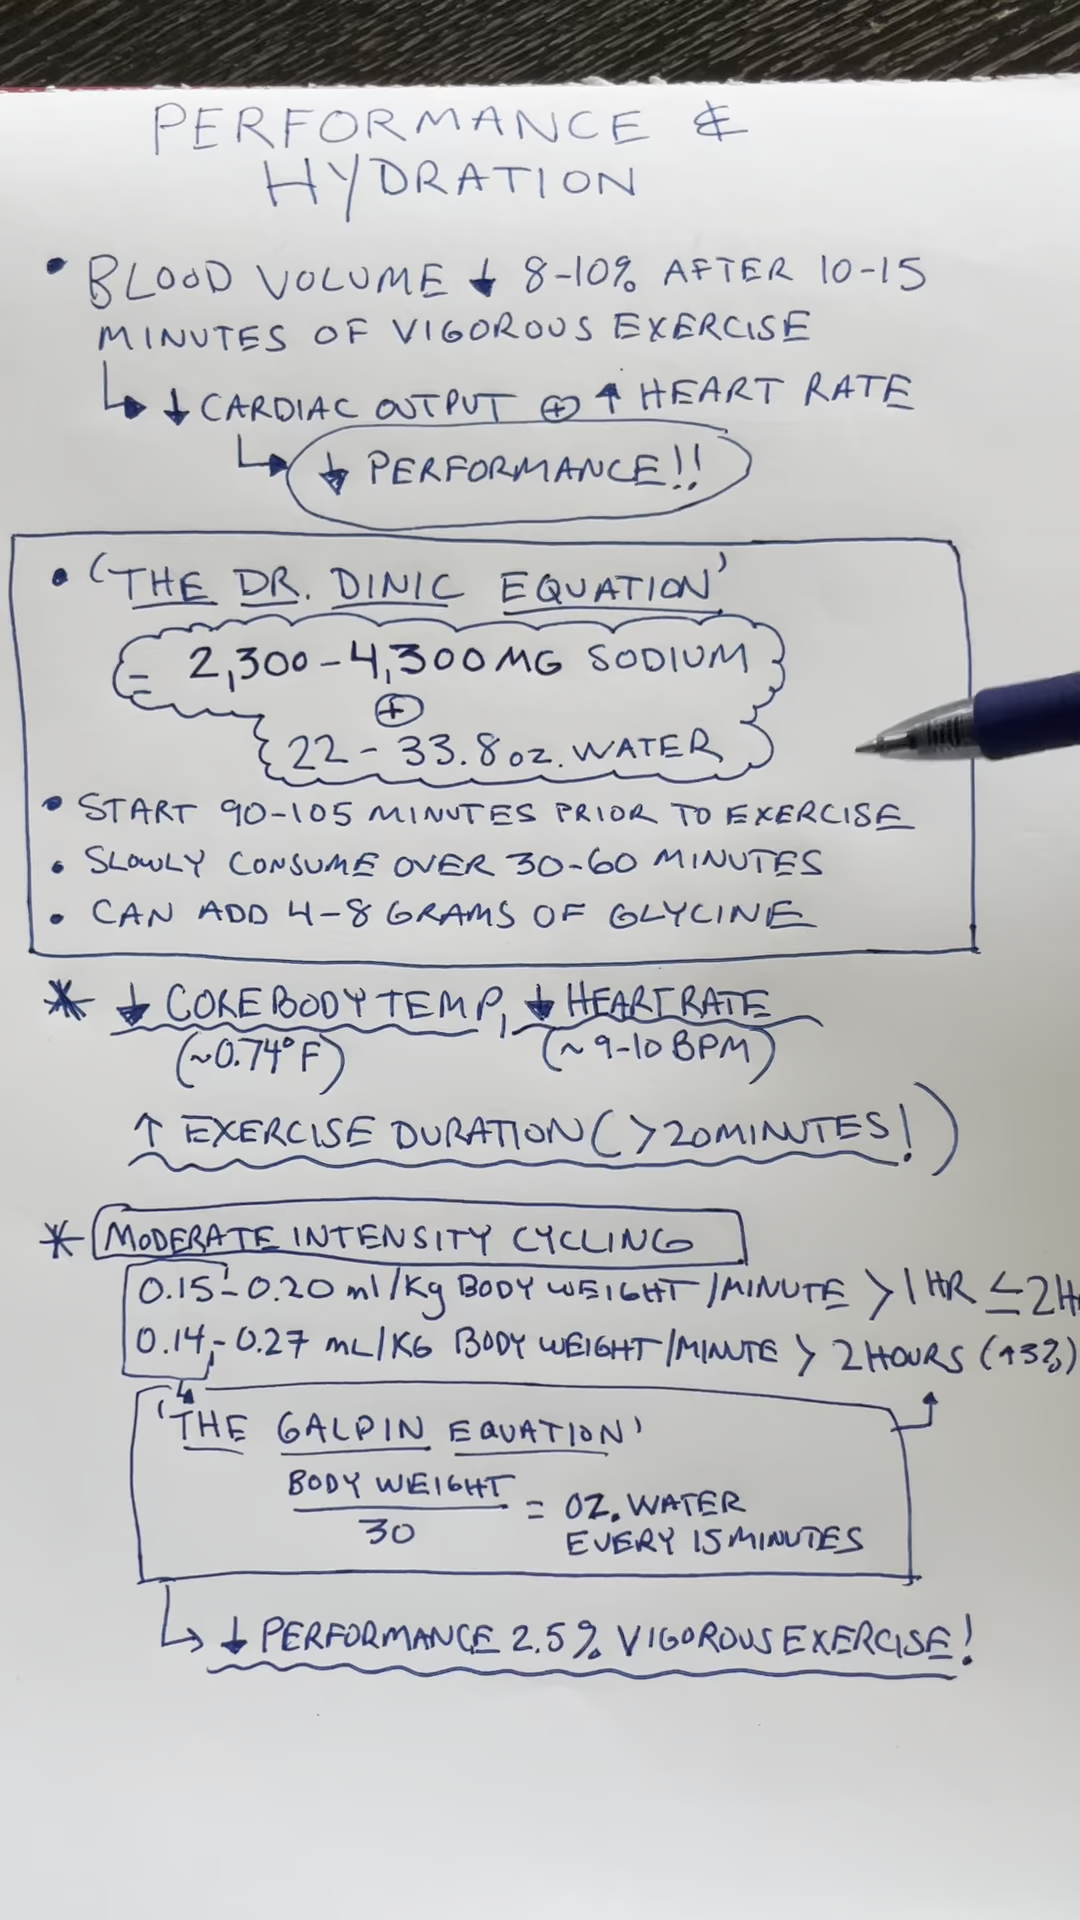 PERFORMANCE &
HYDRATION
• BLOOD VOLUME ↓ 8-10% AFTER 10-15
MINUTES OF VIGOROUS EXERCISE
↳ ↓ CARDIAC OUTPUT ⊕ ↑ HEART RATE
↳ ↓ PERFORMANCE!!
• 'THE DR. DINIC EQUATION'
= 2,300-4,300MG SODIUM
⊕
22-33.8 oz. WATER
• START 90-105 MINUTES PRIOR TO EXERCISE
• SLOWLY CONSUME OVER 30-60 MINUTES
• CAN ADD 4-8 GRAMS OF GLYCINE
* ↓ CORE BODY TEMP, ↓ HEART RATE
(~0.74°F) (~9-10 BPM)
↑ EXERCISE DURATION (>20 MINUTES!)
* MODERATE INTENSITY CYCLING
0.15-0.20 ml/Kg BODY WEIGHT/MINUTE > 1 HR ≤ 2H
0.14-0.27 mL/KG BODY WEIGHT/MINUTE > 2 HOURS (↑3%)
'THE GALPIN EQUATION'
BODY WEIGHT
30
= OZ. WATER
EVERY 15 MINUTES
↳ ↓ PERFORMANCE 2.5% VIGOROUS EXERCISE!